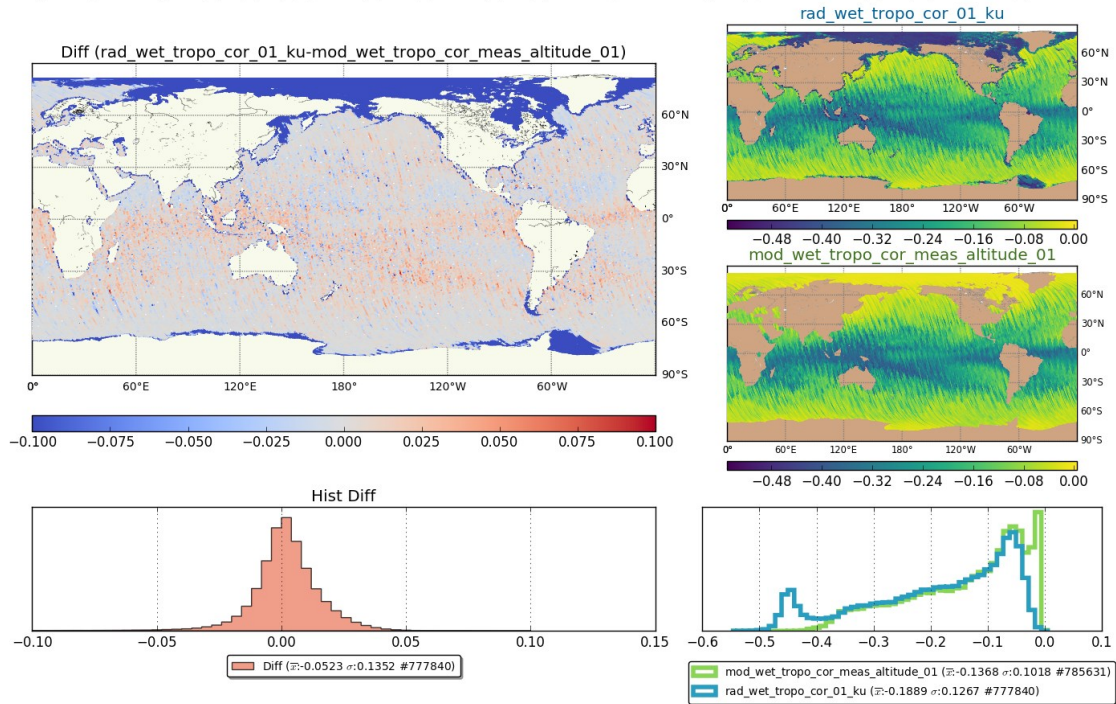 Diff (rad_wet_tropo_cor_01_ku-mod_wet_tropo_cor_meas_altitude_01)
60°N
30°N
0°
30°S
60°S
90°S
0° 60°E 120°E 180° 120°W 60°W
−0.100 −0.075 −0.050 −0.025 0.000 0.025 0.050 0.075 0.100
rad_wet_tropo_cor_01_ku
60°N
30°N
0°
30°S
60°S
90°S
0° 60°E 120°E 180° 120°W 60°W
−0.48 −0.40 −0.32 −0.24 −0.16 −0.08 0.00
mod_wet_tropo_cor_meas_altitude_01
60°N
30°N
0°
30°S
60°S
90°S
0° 60°E 120°E 180° 120°W 60°W
−0.48 −0.40 −0.32 −0.24 −0.16 −0.08 0.00
Hist Diff
−0.10 −0.05 0.00 0.05 0.10 0.15
Diff (x̅:-0.0523 σ:0.1352 #777840)
−0.6 −0.5 −0.4 −0.3 −0.2 −0.1 0.0 0.1
mod_wet_tropo_cor_meas_altitude_01 (x̅:-0.1368 σ:0.1018 #785631)
rad_wet_tropo_cor_01_ku (x̅:-0.1889 σ:0.1267 #777840)